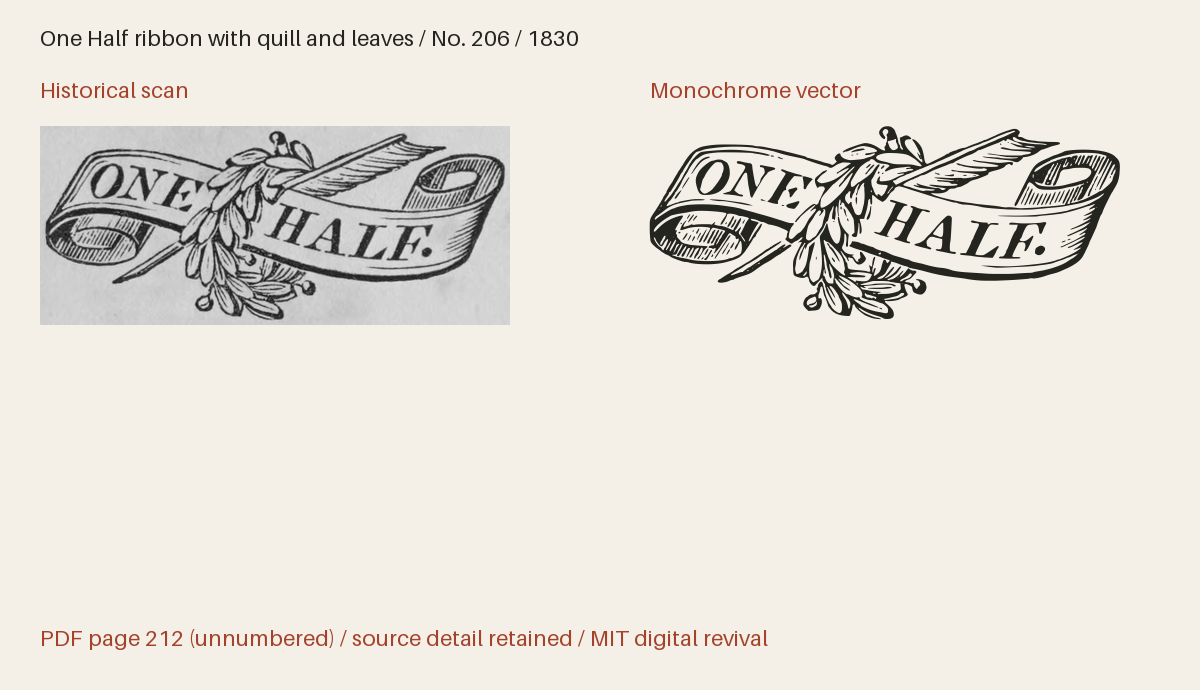 One Half ribbon with quill and leaves / No. 206 / 1830
Historical scan
Monochrome vector
ONE HALF.
ONE HALF.
PDF page 212 (unnumbered) / source detail retained / MIT digital revival